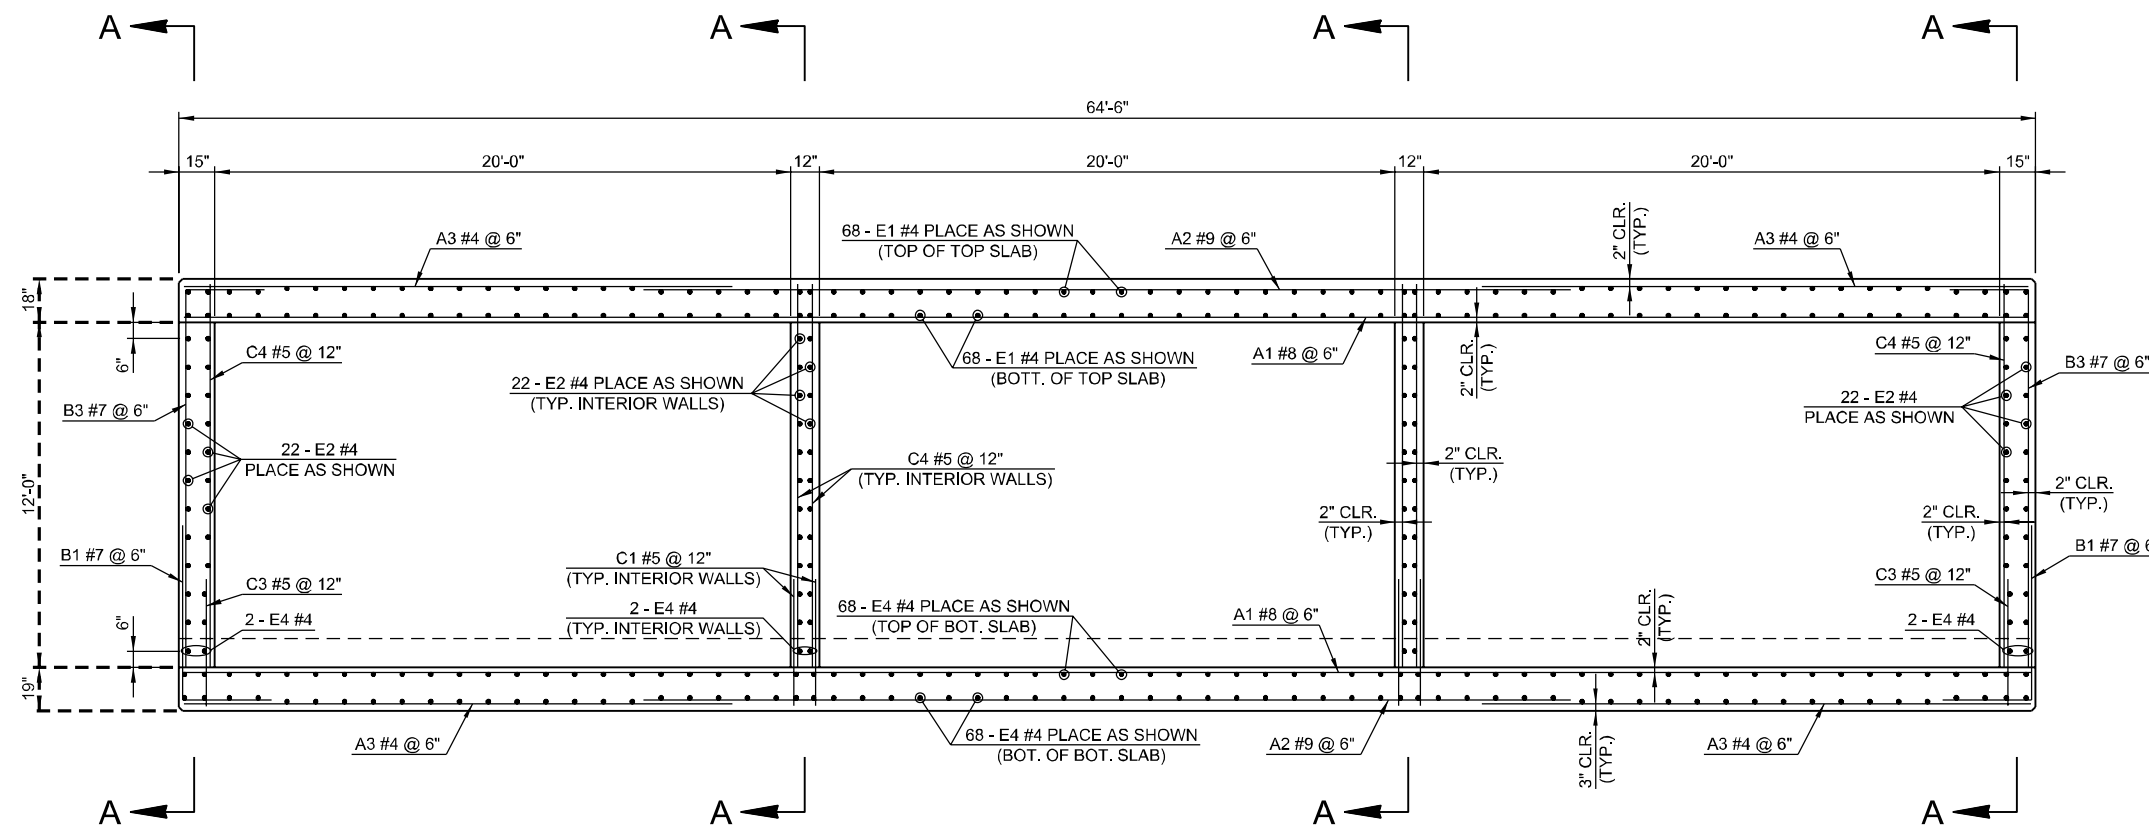 A
A
A
A
64'-6"
15"
20'-0"
12"
20'-0"
12"
20'-0"
15"
A3 #4 @ 6"
68 - E1 #4 PLACE AS SHOWN
(TOP OF TOP SLAB)
A2 #9 @ 6"
2" CLR.
(TYP.)
A3 #4 @ 6"
18"
6"
C4 #5 @ 12"
68 - E1 #4 PLACE AS SHOWN
(BOTT. OF TOP SLAB)
A1 #8 @ 6"
2" CLR.
(TYP.)
C4 #5 @ 12"
B3 #7 @ 6"
22 - E2 #4 PLACE AS SHOWN
(TYP. INTERIOR WALLS)
B3 #7 @ 6"
22 - E2 #4
PLACE AS SHOWN
22 - E2 #4
PLACE AS SHOWN
C4 #5 @ 12"
(TYP. INTERIOR WALLS)
2" CLR.
(TYP.)
12'-0"
2" CLR.
(TYP.)
2" CLR.
(TYP.)
2" CLR.
(TYP.)
B1 #7 @ 6"
C1 #5 @ 12"
(TYP. INTERIOR WALLS)
B1 #7 @ 6
C3 #5 @ 12"
C3 #5 @ 12"
2 - E4 #4
2 - E4 #4
(TYP. INTERIOR WALLS)
68 - E4 #4 PLACE AS SHOWN
(TOP OF BOT. SLAB)
A1 #8 @ 6"
2" CLR.
(TYP.)
2 - E4 #4
6"
19"
A3 #4 @ 6"
68 - E4 #4 PLACE AS SHOWN
(BOT. OF BOT. SLAB)
A2 #9 @ 6"
3" CLR.
(TYP.)
A3 #4 @ 6"
A
A
A
A